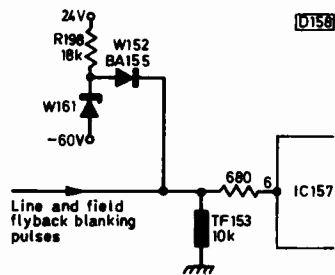 24V
D158
R198
18k
W152
BA155
W161
-60V
680
6
IC157
Line and field
flyback blanking
pulses
TF153
10k